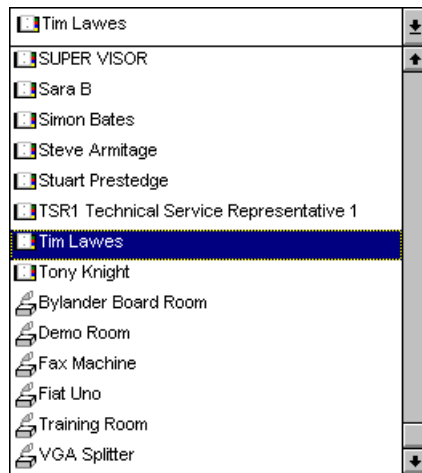 Tim Lawes
SUPER VISOR
Sara B
Simon Bates
Steve Armitage
Stuart Prestedge
TSR1 Technical Service Representative 1
Tim Lawes
Tony Knight
Bylander Board Room
Demo Room
Fax Machine
Fiat Uno
Training Room
VGA Splitter